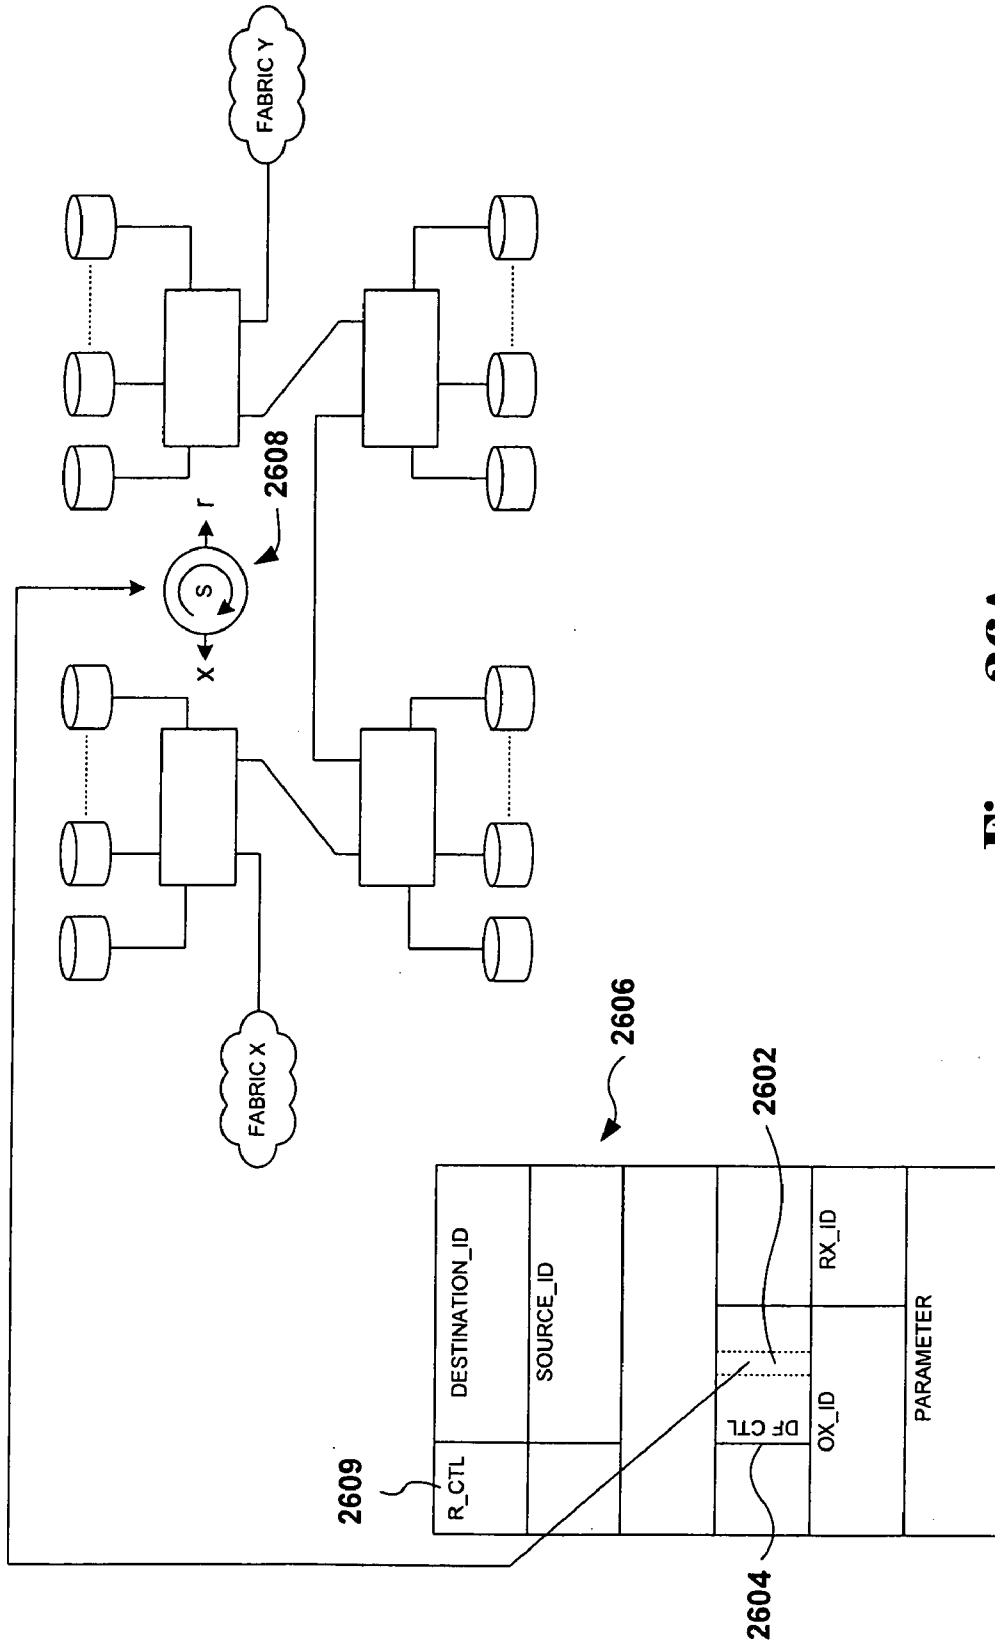 FABRIC X
FABRIC Y
x
S
r
2608
2606
2609
R_CTL
DESTINATION_ID
SOURCE_ID
DF CTL
2602
2604
OX_ID
RX_ID
PARAMETER